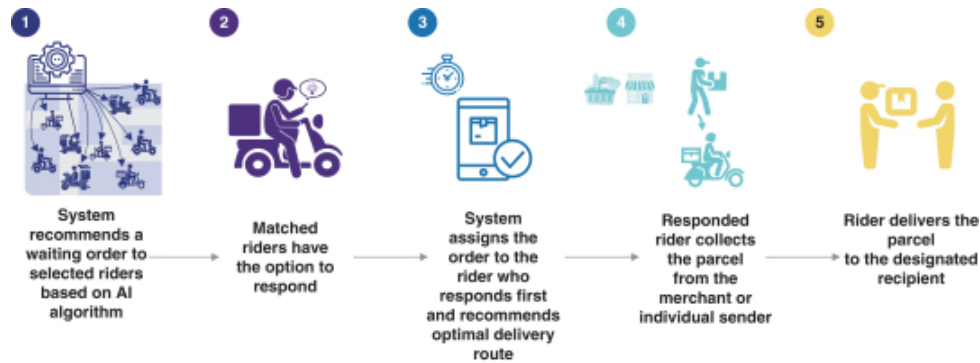 1
System
recommends a
waiting order to
selected riders
based on AI
algorithm
2
Matched
riders have
the option to
respond
3
System
assigns the
order to the
rider who
responds first
and recommends
optimal delivery
route
4
Responded
rider collects
the parcel
from the
merchant or
individual sender
5
Rider delivers the
parcel
to the designated
recipient